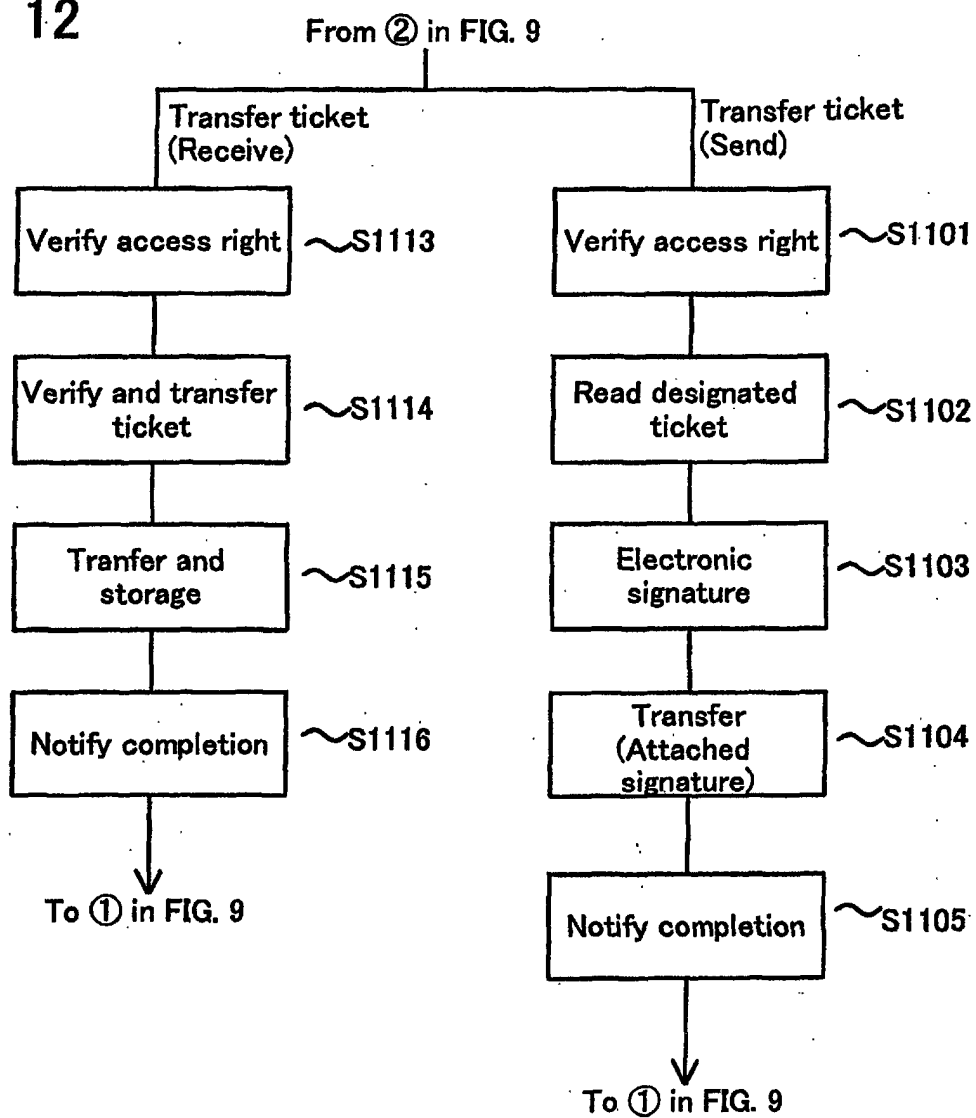 12
From ② in FIG. 9
Transfer ticket
(Receive)
Verify access right
S1113
Verify and transfer
ticket
S1114
Tranfer and
storage
S1115
Notify completion
S1116
To ① in FIG. 9
Transfer ticket
(Send)
Verify access right
S1101
Read designated
ticket
S1102
Electronic
signature
S1103
Transfer
(Attached
signature)
S1104
Notify completion
S1105
To ① in FIG. 9